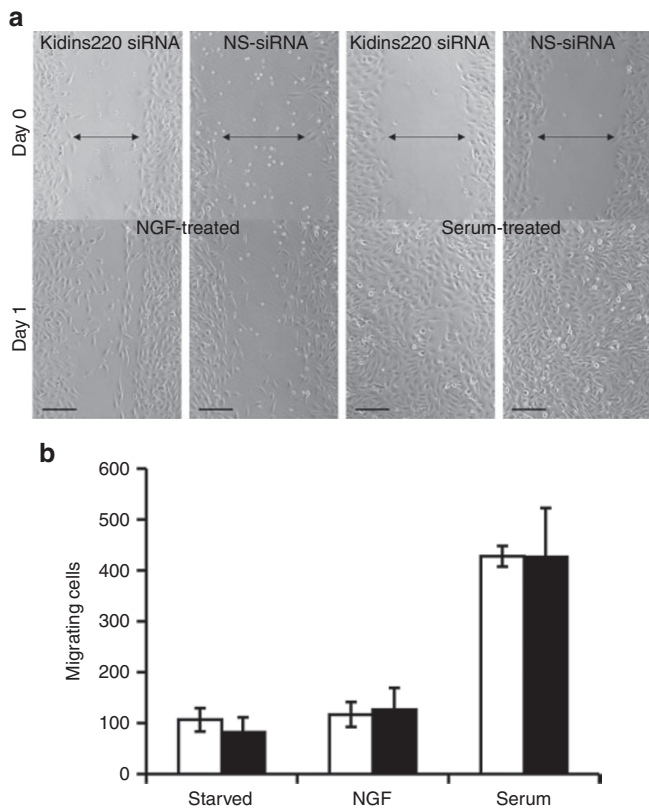 a
Kidins220 siRNA NS-siRNA Kidins220 siRNA NS-siRNA
Day 0
NGF-treated Serum-treated
Day 1
b
600
500
400
300
200
100
0
Migrating cells
Starved NGF Serum